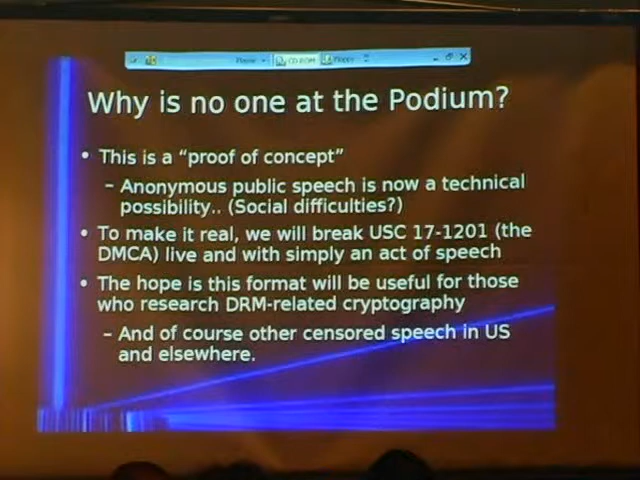 CD-ROM Floppy
Why is no one at the Podium?
• This is a “proof of concept”
– Anonymous public speech is now a technical
possibility.. (Social difficulties?)
• To make it real, we will break USC 17-1201 (the
DMCA) live and with simply an act of speech
• The hope is this format will be useful for those
who research DRM-related cryptography
– And of course other censored speech in US
and elsewhere.